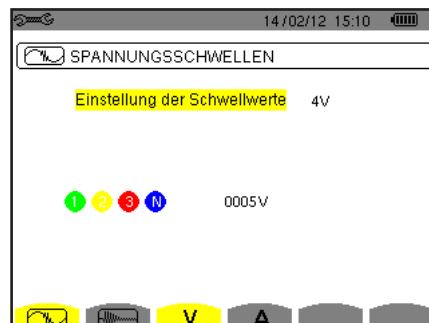 14/02/12 15:10
SPANNUNGSSCHWELLEN
Einstellung der Schwellwerte 4V
1 2 3 N 0005V
V A